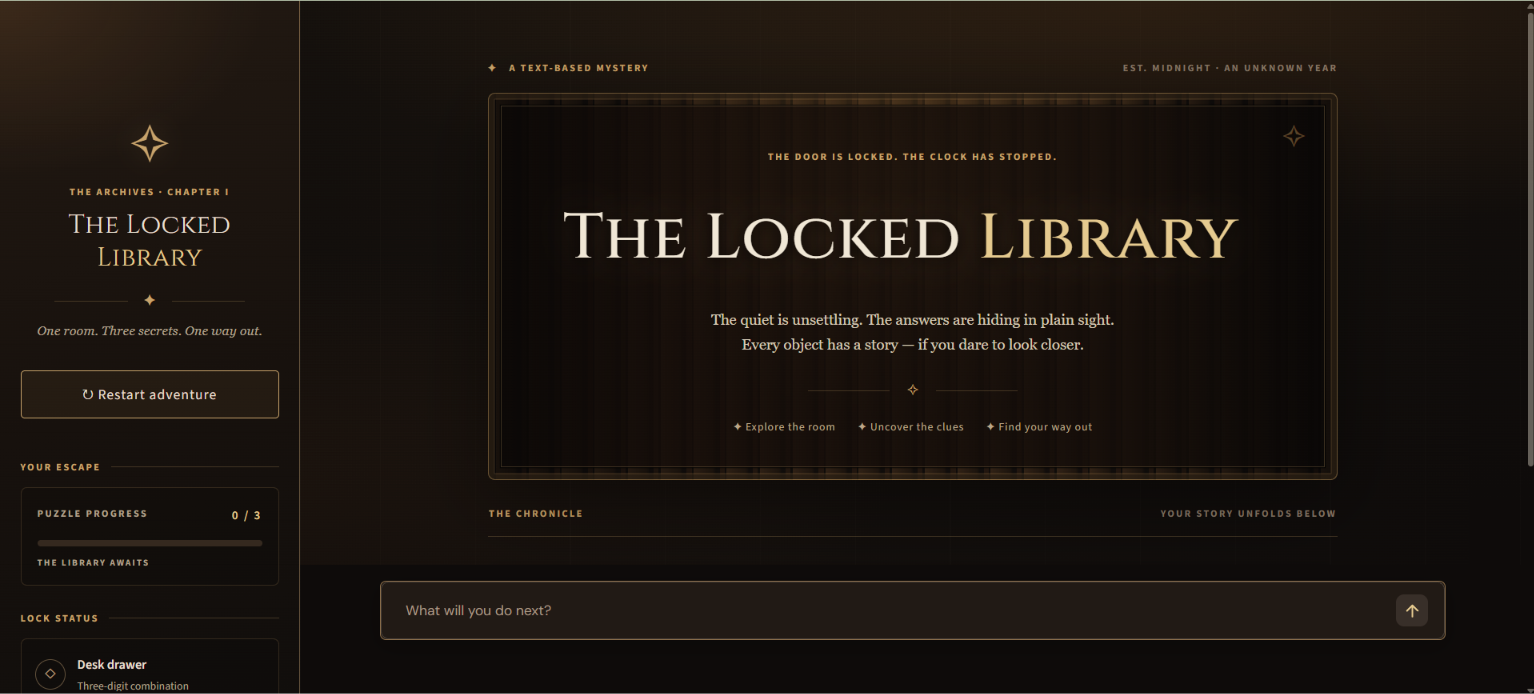 THE ARCHIVES · CHAPTER I
THE LOCKED
LIBRARY
One room. Three secrets. One way out.
↻ Restart adventure
YOUR ESCAPE
PUZZLE PROGRESS
0 / 3
THE LIBRARY AWAITS
LOCK STATUS
Desk drawer
Three-digit combination
✦ A TEXT-BASED MYSTERY
EST. MIDNIGHT · AN UNKNOWN YEAR
THE DOOR IS LOCKED. THE CLOCK HAS STOPPED.
THE LOCKED LIBRARY
The quiet is unsettling. The answers are hiding in plain sight.
Every object has a story — if you dare to look closer.
✦ Explore the room
✦ Uncover the clues
✦ Find your way out
THE CHRONICLE
YOUR STORY UNFOLDS BELOW
What will you do next?